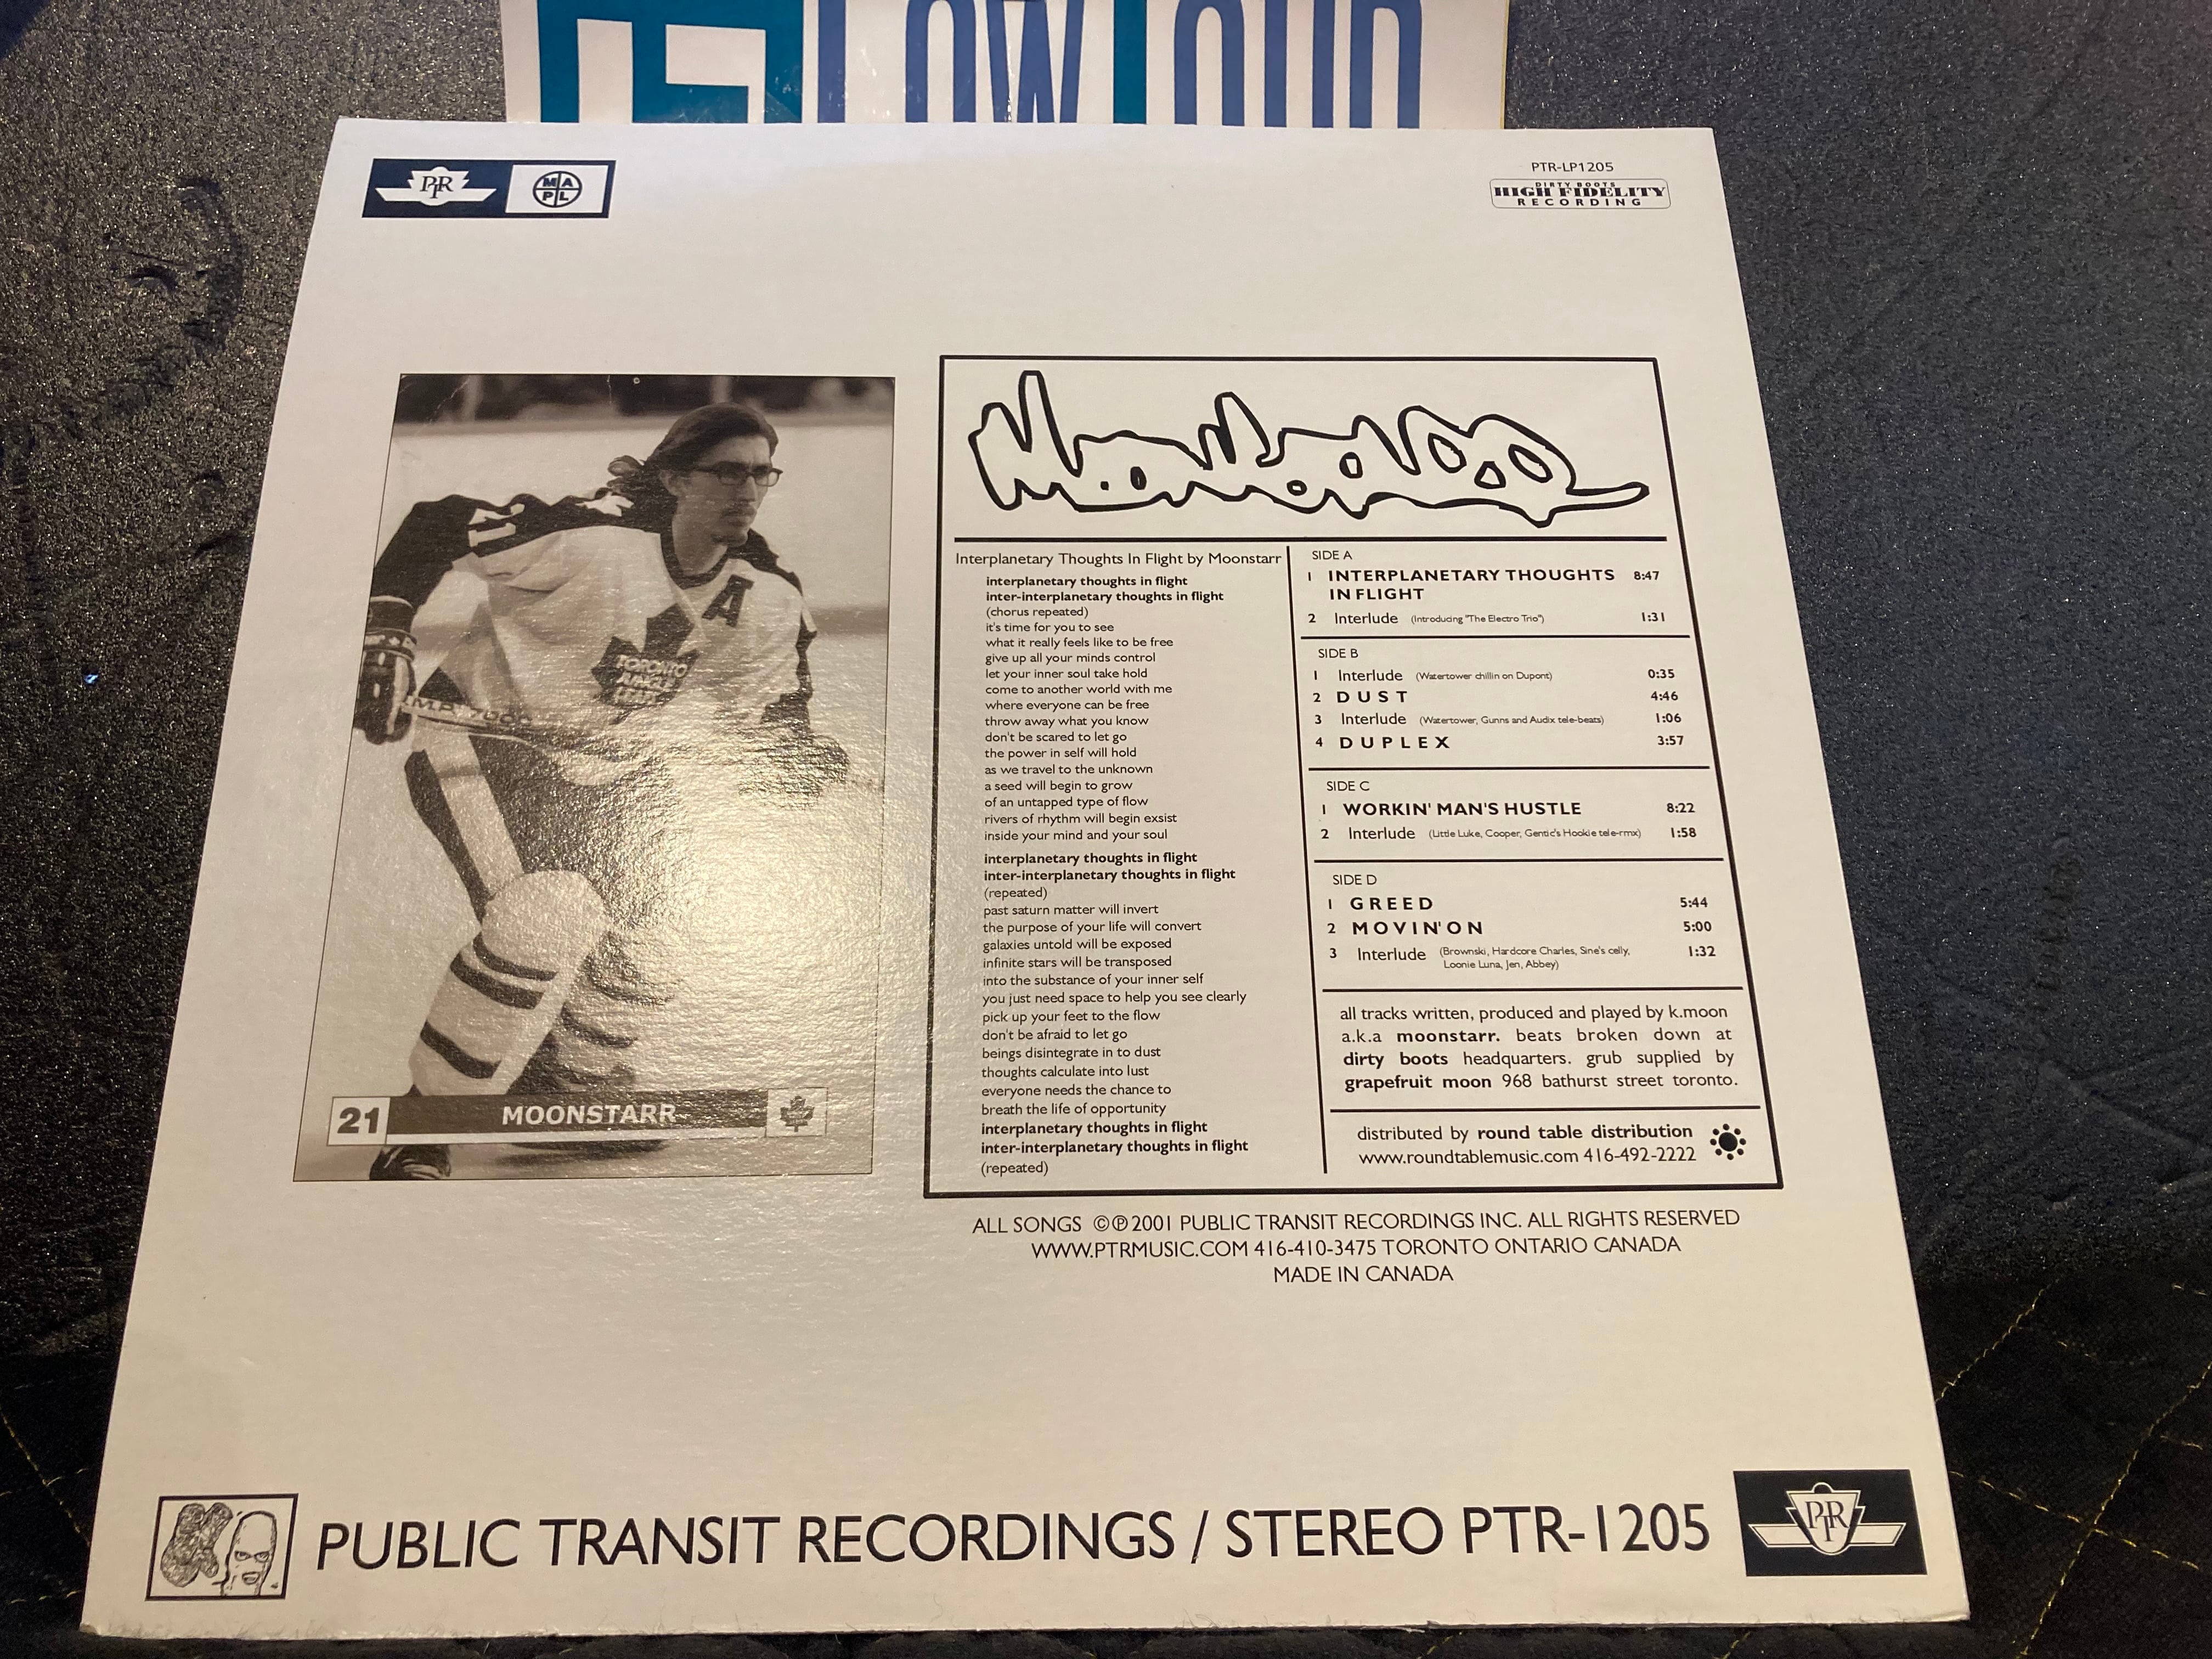 LOWLOUD
PTR
MAPL
PTR-LP1205
DIRTY BOOTS
HIGH FIDELITY
RECORDING
21
A
TORONTO
MAPLE
LEAFS
21 MOONSTARR
Interplanetary Thoughts In Flight by Moonstarr
interplanetary thoughts in flight
inter-interplanetary thoughts in flight
(chorus repeated)
it's time for you to see
what it really feels like to be free
give up all your minds control
let your inner soul take hold
come to another world with me
where everyone can be free
throw away what you know
don't be scared to let go
the power in self will hold
as we travel to the unknown
a seed will begin to grow
of an untapped type of flow
rivers of rhythm will begin exsist
inside your mind and your soul
interplanetary thoughts in flight
inter-interplanetary thoughts in flight
(repeated)
past saturn matter will invert
the purpose of your life will convert
galaxies untold will be exposed
infinite stars will be transposed
into the substance of your inner self
you just need space to help you see clearly
pick up your feet to the flow
don't be afraid to let go
beings disintegrate in to dust
thoughts calculate into lust
everyone needs the chance to
breath the life of opportunity
interplanetary thoughts in flight
inter-interplanetary thoughts in flight
(repeated)
SIDE A
1 INTERPLANETARY THOUGHTS 8:47
IN FLIGHT
2 Interlude (Introducing "The Electro Trio") 1:31
SIDE B
1 Interlude (Watertower chillin on Dupont) 0:35
2 DUST 4:46
3 Interlude (Watertower, Gunns and Audix tele-beats) 1:06
4 DUPLEX 3:57
SIDE C
1 WORKIN' MAN'S HUSTLE 8:22
2 Interlude (Little Luke, Cooper, Gentic's Hookie tele-rmx) 1:58
SIDE D
1 GREED 5:44
2 MOVIN' ON 5:00
3 Interlude (Brownski, Hardcore Charles, Sine's celly, 1:32
Loonie Luna, Jen, Abbey)
all tracks written, produced and played by k.moon
a.k.a moonstarr. beats broken down at
dirty boots headquarters. grub supplied by
grapefruit moon 968 bathurst street toronto.
distributed by round table distribution
www.roundtablemusic.com 416-492-2222
ALL SONGS ©℗2001 PUBLIC TRANSIT RECORDINGS INC. ALL RIGHTS RESERVED
WWW.PTRMUSIC.COM 416-410-3475 TORONTO ONTARIO CANADA
MADE IN CANADA
PUBLIC TRANSIT RECORDINGS / STEREO PTR-1205
PTR